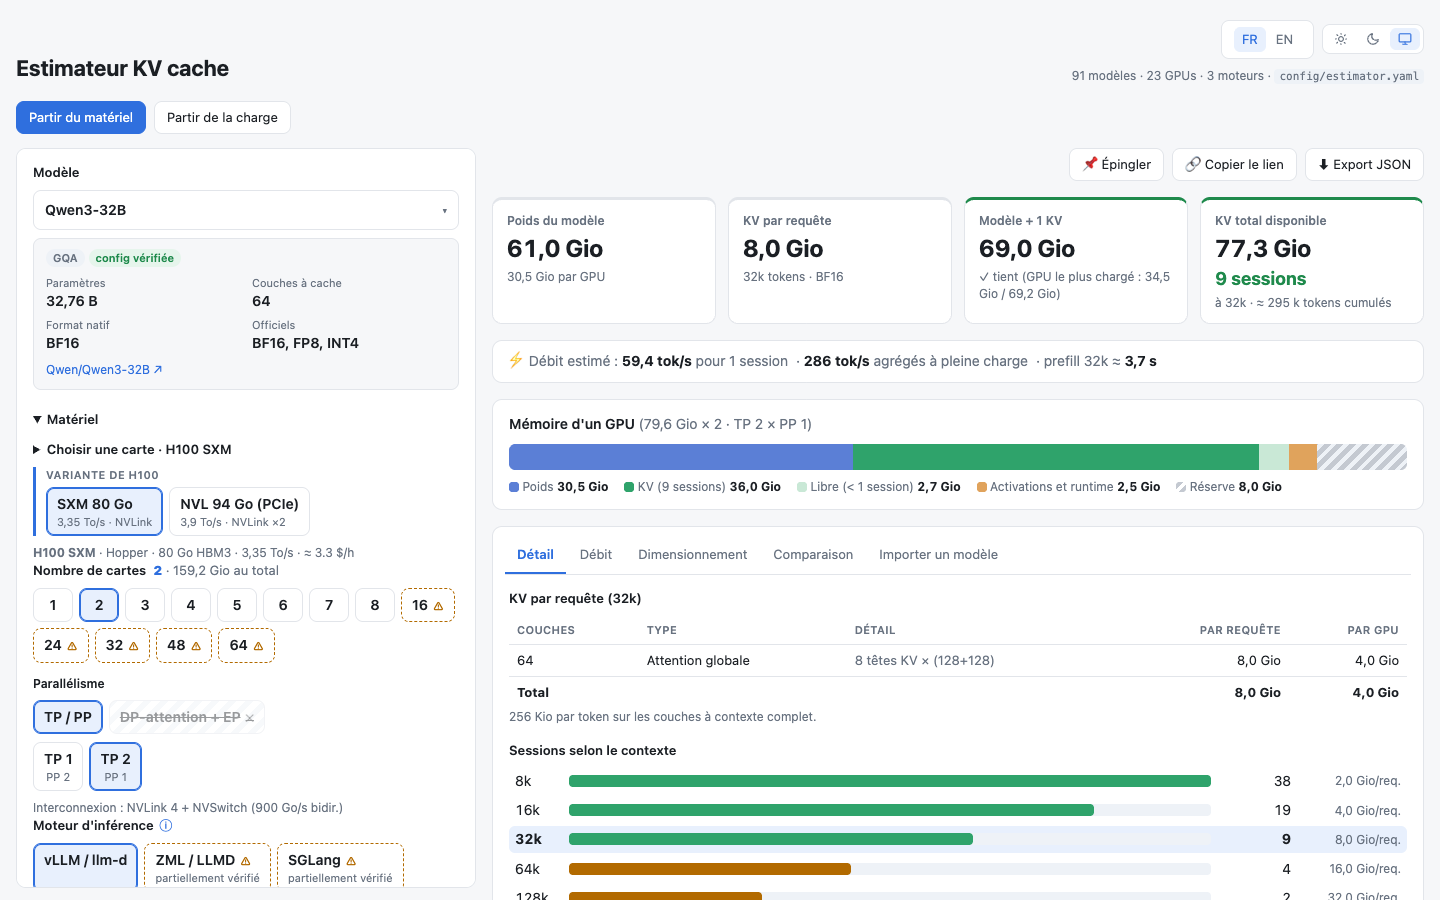 FR EN
Estimateur KV cache
91 modèles · 23 GPUs · 3 moteurs · config/estimator.yaml
Partir du matériel
Partir de la charge
Modèle
Qwen3-32B
GQA config vérifiée
Paramètres
32,76 B
Couches à cache
64
Format natif
BF16
Officiels
BF16, FP8, INT4
Qwen/Qwen3-32B ↗
▼ Matériel
▶ Choisir une carte · H100 SXM
VARIANTE DE H100
SXM 80 Go
3,35 To/s · NVLink
NVL 94 Go (PCIe)
3,9 To/s · NVLink ×2
H100 SXM · Hopper · 80 Go HBM3 · 3,35 To/s · ≈ 3.3 $/h
Nombre de cartes 2 · 159,2 Gio au total
1 2 3 4 5 6 7 8 16 ⚠
24 ⚠ 32 ⚠ 48 ⚠ 64 ⚠
Parallélisme
TP / PP
DP-attention + EP ✕
TP 1
PP 2
TP 2
PP 1
Interconnexion : NVLink 4 + NVSwitch (900 Go/s bidir.)
Moteur d'inférence ⓘ
vLLM / llm-d
ZML / LLMD ⚠
partiellement vérifié
SGLang ⚠
partiellement vérifié
📌 Épingler
🔗 Copier le lien
⬇ Export JSON
Poids du modèle
61,0 Gio
30,5 Gio par GPU
KV par requête
8,0 Gio
32k tokens · BF16
Modèle + 1 KV
69,0 Gio
✓ tient (GPU le plus chargé : 34,5
Gio / 69,2 Gio)
KV total disponible
77,3 Gio
9 sessions
à 32k · ≈ 295 k tokens cumulés
⚡ Débit estimé : 59,4 tok/s pour 1 session · 286 tok/s agrégés à pleine charge · prefill 32k ≈ 3,7 s
Mémoire d'un GPU (79,6 Gio × 2 · TP 2 × PP 1)
Poids 30,5 Gio KV (9 sessions) 36,0 Gio Libre (< 1 session) 2,7 Gio Activations et runtime 2,5 Gio Réserve 8,0 Gio
Détail Débit Dimensionnement Comparaison Importer un modèle
KV par requête (32k)
COUCHES TYPE DÉTAIL PAR REQUÊTE PAR GPU
64 Attention globale 8 têtes KV × (128+128) 8,0 Gio 4,0 Gio
Total 8,0 Gio 4,0 Gio
256 Kio par token sur les couches à contexte complet.
Sessions selon le contexte
8k 38 2,0 Gio/req.
16k 19 4,0 Gio/req.
32k 9 8,0 Gio/req.
64k 4 16,0 Gio/req.
128k 2 32,0 Gio/req.